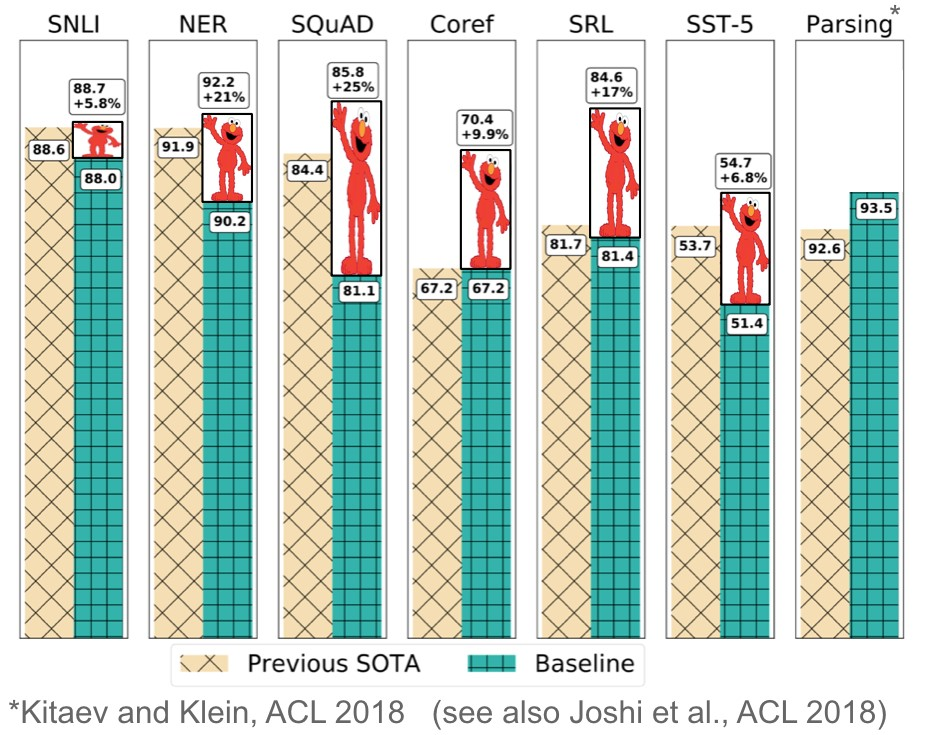 SNLI
NER
SQuAD
Coref
SRL
SST-5
Parsing*
88.6
88.7
+5.8%
88.0
91.9
92.2
+21%
90.2
84.4
85.8
+25%
81.1
67.2
70.4
+9.9%
67.2
81.7
84.6
+17%
81.4
53.7
54.7
+6.8%
51.4
92.6
93.5
Previous SOTA
Baseline
*Kitaev and Klein, ACL 2018 (see also Joshi et al., ACL 2018)